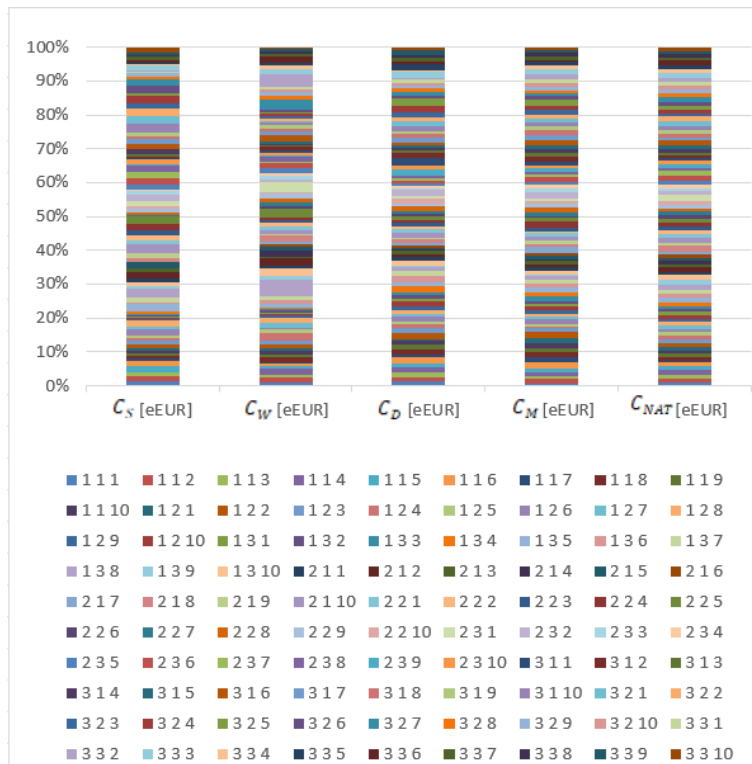 100%
90%
80%
70%
60%
50%
40%
30%
20%
10%
0%
C_S [eEUR] C_W [eEUR] C_D [eEUR] C_M [eEUR] C_NAT [eEUR]
1 1 1 1 1 2 1 1 3 1 1 4 1 1 5 1 1 6 1 1 7 1 1 8 1 1 9
1 1 10 1 2 1 1 2 2 1 2 3 1 2 4 1 2 5 1 2 6 1 2 7 1 2 8
1 2 9 1 2 10 1 3 1 1 3 2 1 3 3 1 3 4 1 3 5 1 3 6 1 3 7
1 3 8 1 3 9 1 3 10 2 1 1 2 1 2 2 1 3 2 1 4 2 1 5 2 1 6
2 1 7 2 1 8 2 1 9 2 1 10 2 2 1 2 2 2 2 2 3 2 2 4 2 2 5
2 2 6 2 2 7 2 2 8 2 2 9 2 2 10 2 3 1 2 3 2 2 3 3 2 3 4
2 3 5 2 3 6 2 3 7 2 3 8 2 3 9 2 3 10 3 1 1 3 1 2 3 1 3
3 1 4 3 1 5 3 1 6 3 1 7 3 1 8 3 1 9 3 1 10 3 2 1 3 2 2
3 2 3 3 2 4 3 2 5 3 2 6 3 2 7 3 2 8 3 2 9 3 2 10 3 3 1
3 3 2 3 3 3 3 3 4 3 3 5 3 3 6 3 3 7 3 3 8 3 3 9 3 3 10